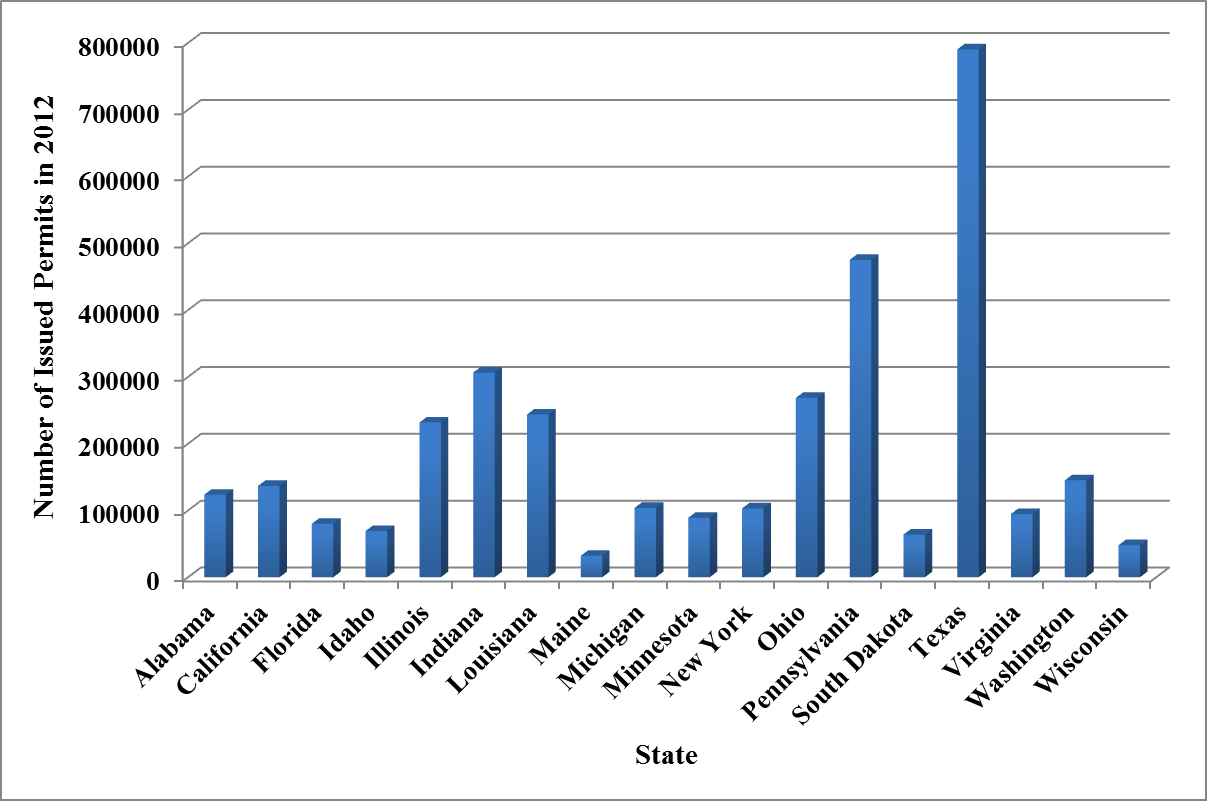 Number of Issued Permits in 2012
800000
700000
600000
500000
400000
300000
200000
100000
0
Alabama
California
Florida
Idaho
Illinois
Indiana
Louisiana
Maine
Michigan
Minnesota
New York
Ohio
Pennsylvania
South Dakota
Texas
Virginia
Washington
Wisconsin
State